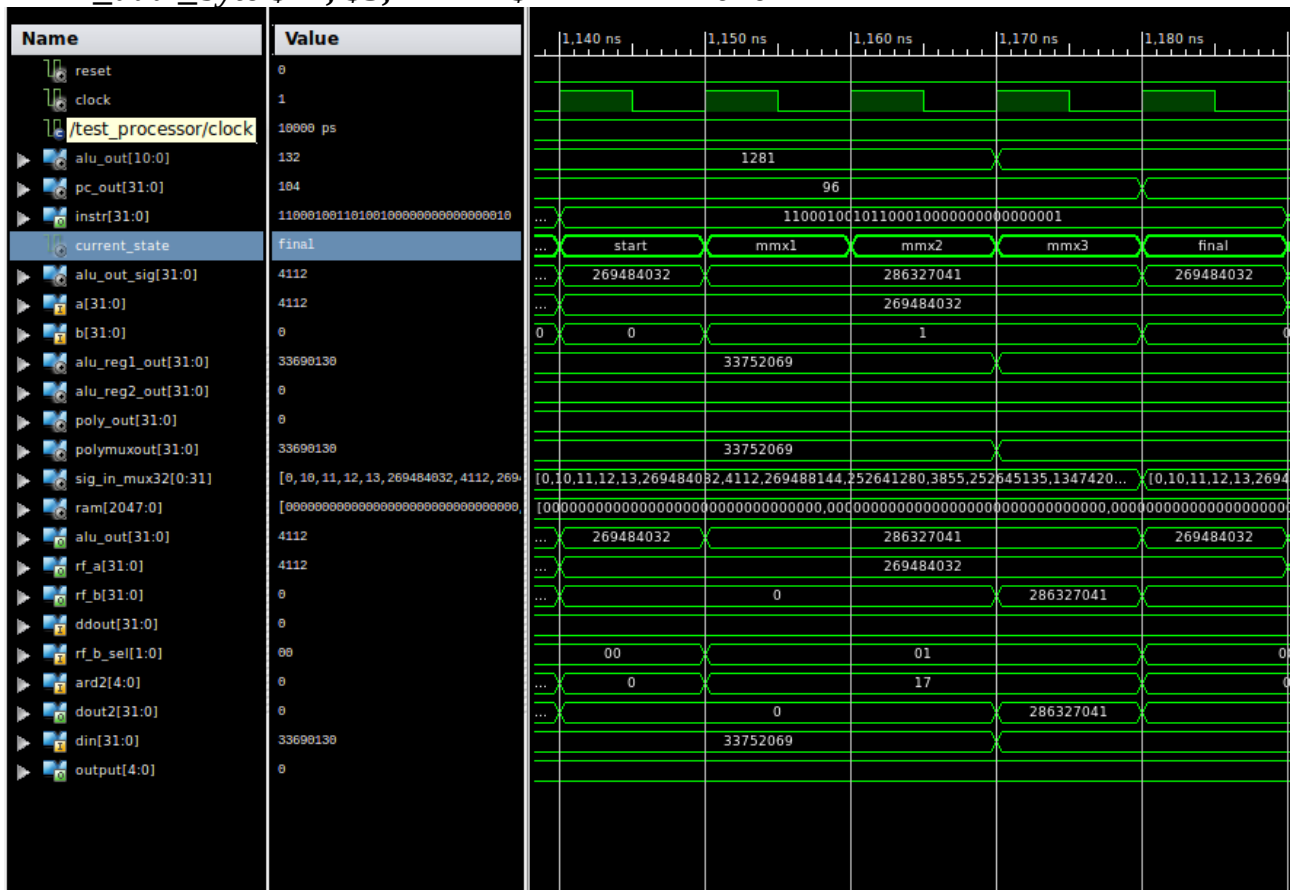 Name Value 1,140 ns 1,150 ns 1,160 ns 1,170 ns 1,180 ns
reset 0
clock 1
/test_processor/clock 10000 ps
alu_out[10:0] 132 1281
pc_out[31:0] 104 96
instr[31:0] 11000100110100100000000000000010 ... 11000100101100010000000000000001
current_state final ... start mmx1 mmx2 mmx3 final
alu_out_sig[31:0] 4112 ... 269484032 286327041 269484032
a[31:0] 4112 ... 269484032
b[31:0] 0 0 0 1 0
alu_reg1_out[31:0] 33690130 33752069
alu_reg2_out[31:0] 0
poly_out[31:0] 0
polymuxout[31:0] 33690130 33752069
sig_in_mux32[0:31] [0,10,11,12,13,269484032,4112,269 [0,10,11,12,13,269484032,4112,269488144,252641280,3855,252645135,1347420... [0,10,11,12,13,2694
ram[2047:0] [00000000000000000000000000000000, [00000000000000000000000000000000,00000000000000000000000000000000,00000000000000000000
alu_out[31:0] 4112 ... 269484032 286327041 269484032
rf_a[31:0] 4112 ... 269484032
rf_b[31:0] 0 ... 0 286327041
ddout[31:0] 0
rf_b_sel[1:0] 00 00 01 0
ard2[4:0] 0 ... 0 17 0
dout2[31:0] 0 ... 0 286327041
din[31:0] 33690130 33752069
output[4:0] 0